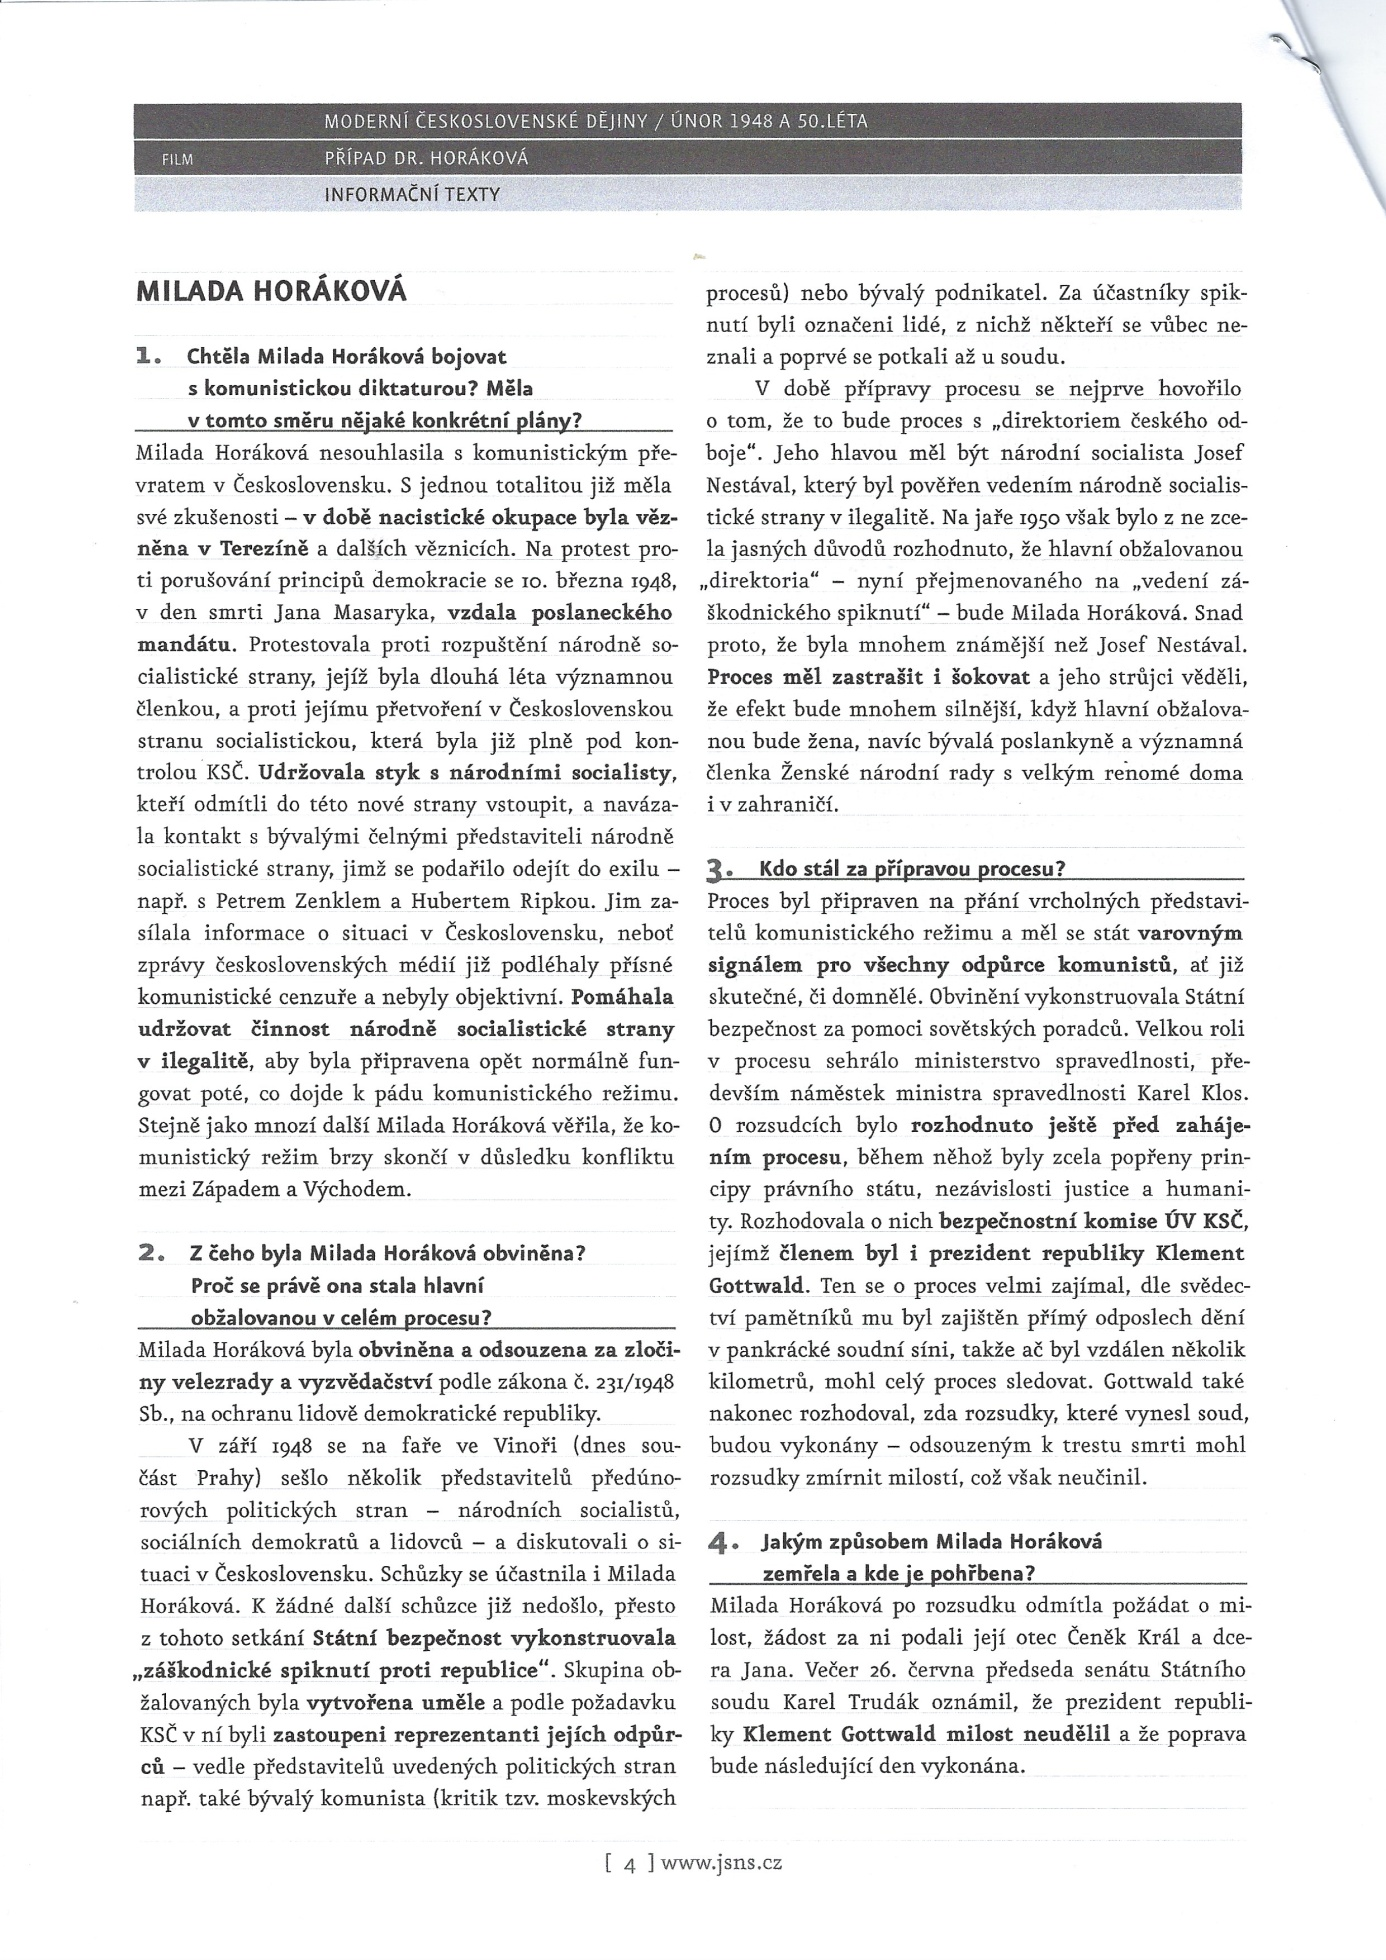 MODERNÍ ČESKOSLOVENSKÉ DĚJINY / ÚNOR 1948 A 50.LÉTA
FILM PŘÍPAD DR. HORÁKOVÁ
INFORMAČNÍ TEXTY
MILADA HORÁKOVÁ
1. Chtěla Milada Horáková bojovat
s komunistickou diktaturou? Měla
v tomto směru nějaké konkrétní plány?
Milada Horáková nesouhlasila s komunistickým pře-
vratem v Československu. S jednou totalitou již měla
své zkušenosti – v době nacistické okupace byla věz-
něna v Terezíně a dalších věznicích. Na protest pro-
ti porušování principů demokracie se 10. března 1948,
v den smrti Jana Masaryka, vzdala poslaneckého
mandátu. Protestovala proti rozpuštění národně so-
cialistické strany, jejíž byla dlouhá léta významnou
členkou, a proti jejímu přetvoření v Československou
stranu socialistickou, která byla již plně pod kon-
trolou KSČ. Udržovala styk s národními socialisty,
kteří odmítli do této nové strany vstoupit, a naváza-
la kontakt s bývalými čelnými představiteli národně
socialistické strany, jimž se podařilo odejít do exilu –
např. s Petrem Zenklem a Hubertem Ripkou. Jim za-
sílala informace o situaci v Československu, neboť
zprávy československých médií již podléhaly přísné
komunistické cenzuře a nebyly objektivní. Pomáhala
udržovat činnost národně socialistické strany
v ilegalitě, aby byla připravena opět normálně fun-
govat poté, co dojde k pádu komunistického režimu.
Stejně jako mnozí další Milada Horáková věřila, že ko-
munistický režim brzy skončí v důsledku konfliktu
mezi Západem a Východem.
2. Z čeho byla Milada Horáková obviněna?
Proč se právě ona stala hlavní
obžalovanou v celém procesu?
Milada Horáková byla obviněna a odsouzena za zloči-
ny velezrady a vyzvědačství podle zákona č. 231/1948
Sb., na ochranu lidově demokratické republiky.
V září 1948 se na faře ve Vinoři (dnes sou-
část Prahy) sešlo několik představitelů předúno-
rových politických stran – národních socialistů,
sociálních demokratů a lidovců – a diskutovali o si-
tuaci v Československu. Schůzky se účastnila i Milada
Horáková. K žádné další schůzce již nedošlo, přesto
z tohoto setkání Státní bezpečnost vykonstruovala
„záškodnické spiknutí proti republice“. Skupina ob-
žalovaných byla vytvořena uměle a podle požadavku
KSČ v ní byli zastoupeni reprezentanti jejích odpůr-
ců – vedle představitelů uvedených politických stran
např. také bývalý komunista (kritik tzv. moskevských
procesů) nebo bývalý podnikatel. Za účastníky spik-
nutí byli označeni lidé, z nichž někteří se vůbec ne-
znali a poprvé se potkali až u soudu.
V době přípravy procesu se nejprve hovořilo
o tom, že to bude proces s „direktoriem českého od-
boje“. Jeho hlavou měl být národní socialista Josef
Nestával, který byl pověřen vedením národně socialis-
tické strany v ilegalitě. Na jaře 1950 však bylo z ne zce-
la jasných důvodů rozhodnuto, že hlavní obžalovanou
„direktoria“ – nyní přejmenovaného na „vedení zá-
škodnického spiknutí“ – bude Milada Horáková. Snad
proto, že byla mnohem známější než Josef Nestával.
Proces měl zastrašit i šokovat a jeho strůjci věděli,
že efekt bude mnohem silnější, když hlavní obžalova-
nou bude žena, navíc bývalá poslankyně a významná
členka Ženské národní rady s velkým renomé doma
i v zahraničí.
3. Kdo stál za přípravou procesu?
Proces byl připraven na přání vrcholných představi-
telů komunistického režimu a měl se stát varovným
signálem pro všechny odpůrce komunistů, ať již
skutečné, či domnělé. Obvinění vykonstruovala Státní
bezpečnost za pomoci sovětských poradců. Velkou roli
v procesu sehrálo ministerstvo spravedlnosti, pře-
devším náměstek ministra spravedlnosti Karel Klos.
O rozsudcích bylo rozhodnuto ještě před zaháje-
ním procesu, během něhož byly zcela popřeny prin-
cipy právního státu, nezávislosti justice a humani-
ty. Rozhodovala o nich bezpečnostní komise ÚV KSČ,
jejímž členem byl i prezident republiky Klement
Gottwald. Ten se o proces velmi zajímal, dle svědec-
tví pamětníků mu byl zajištěn přímý odposlech dění
v pankrácké soudní síni, takže ač byl vzdálen několik
kilometrů, mohl celý proces sledovat. Gottwald také
nakonec rozhodoval, zda rozsudky, které vynesl soud,
budou vykonány – odsouzeným k trestu smrti mohl
rozsudky zmírnit milostí, což však neučinil.
4. Jakým způsobem Milada Horáková
zemřela a kde je pohřbena?
Milada Horáková po rozsudku odmítla požádat o mi-
lost, žádost za ni podali její otec Čeněk Král a dce-
ra Jana. Večer 26. června předseda senátu Státního
soudu Karel Trudák oznámil, že prezident republi-
ky Klement Gottwald milost neudělil a že poprava
bude následující den vykonána.
[ 4 ] www.jsns.cz